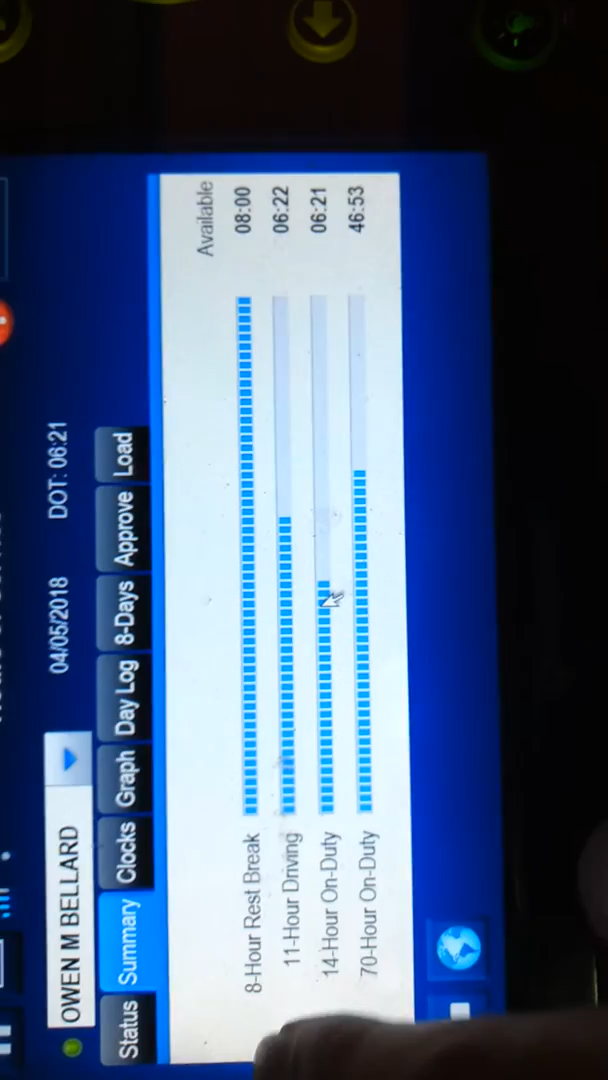 OWEN M BELLARD 04/05/2018 DOT: 06:21
Status Summary Clocks Graph Day Log 8-Days Approve Load
Available
8-Hour Rest Break 08:00
11-Hour Driving 06:22
14-Hour On-Duty 06:21
70-Hour On-Duty 46:53